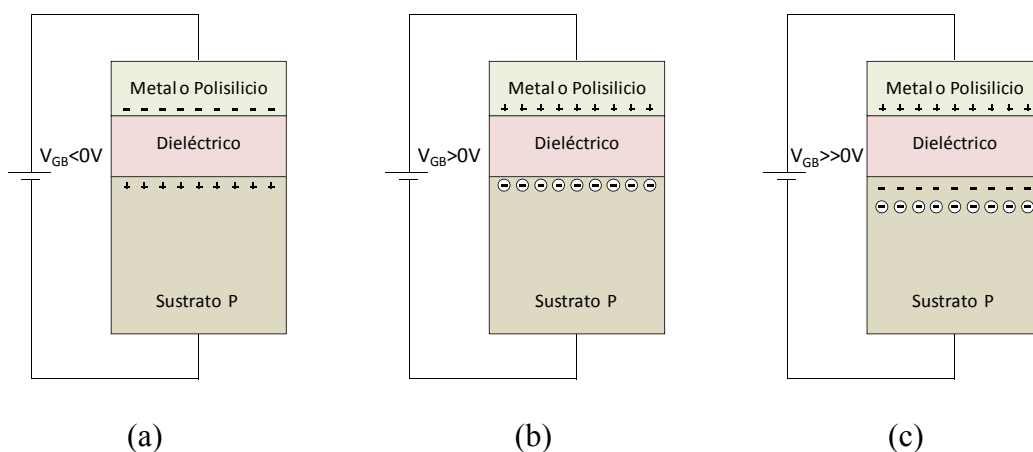 Metal o Polisilicio
Dieléctrico
V_GB<0V
Sustrato P
(a)
Metal o Polisilicio
Dieléctrico
V_GB>0V
Sustrato P
(b)
Metal o Polisilicio
Dieléctrico
V_GB>>0V
Sustrato P
(c)